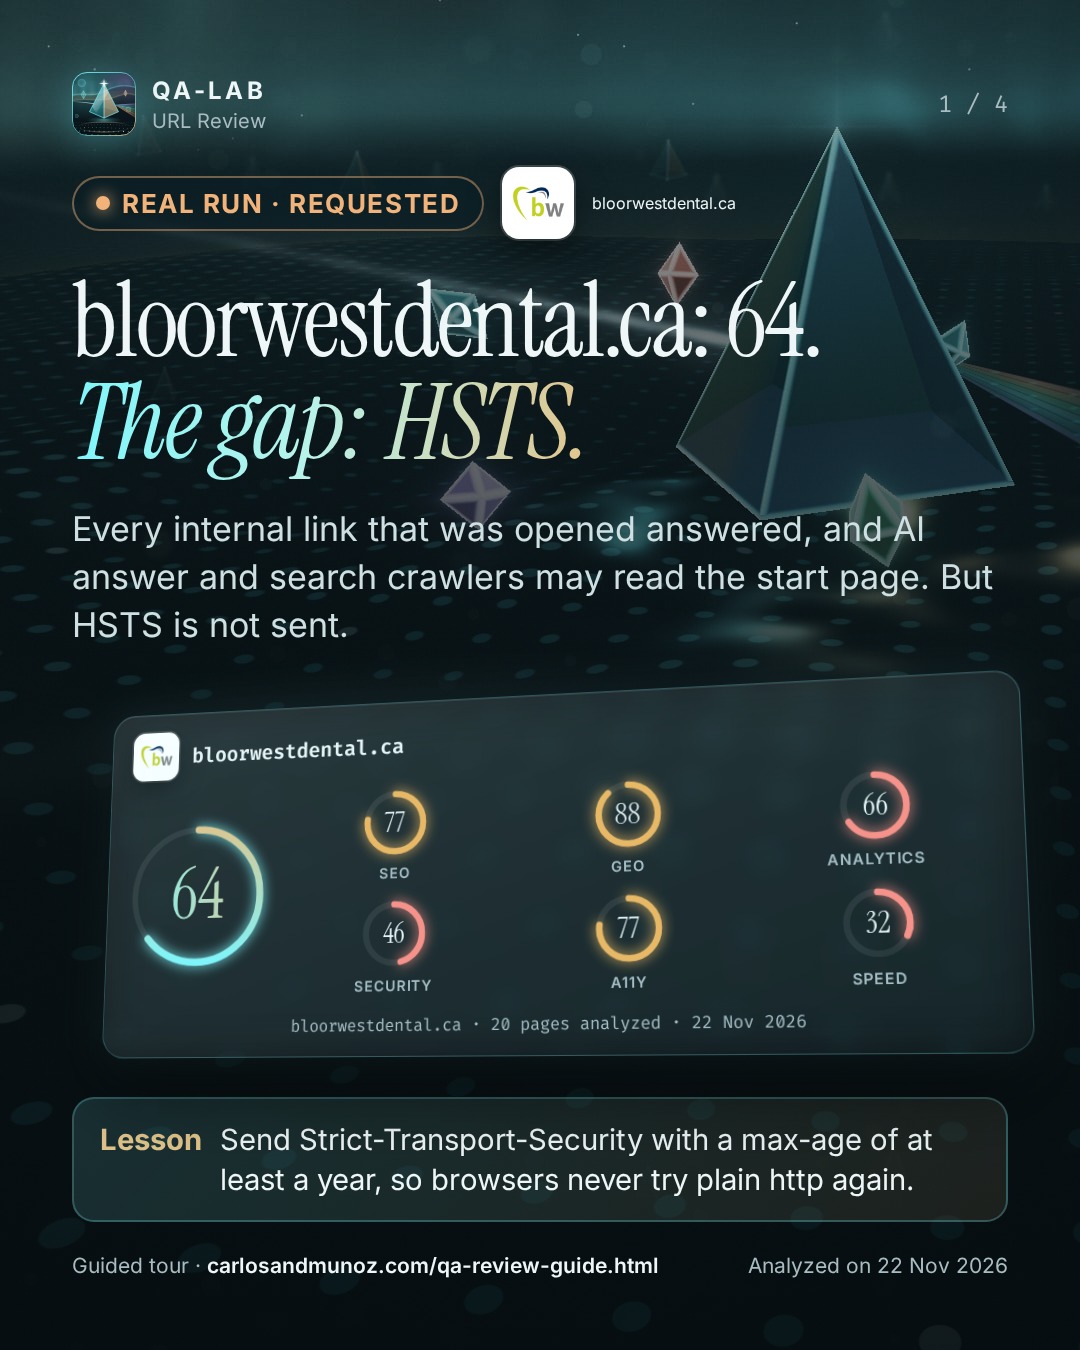 QA-LAB
URL Review
1 / 4
REAL RUN · REQUESTED
bw
bloorwestdental.ca
bloorwestdental.ca: 64.
The gap: HSTS.
Every internal link that was opened answered, and AI
answer and search crawlers may read the start page. But
HSTS is not sent.
bw
bloorwestdental.ca
64
77
SEO
88
GEO
66
ANALYTICS
46
SECURITY
77
A11Y
32
SPEED
bloorwestdental.ca · 20 pages analyzed · 22 Nov 2026
Lesson
Send Strict-Transport-Security with a max-age of at
least a year, so browsers never try plain http again.
Guided tour · carlosandmunoz.com/qa-review-guide.html
Analyzed on 22 Nov 2026